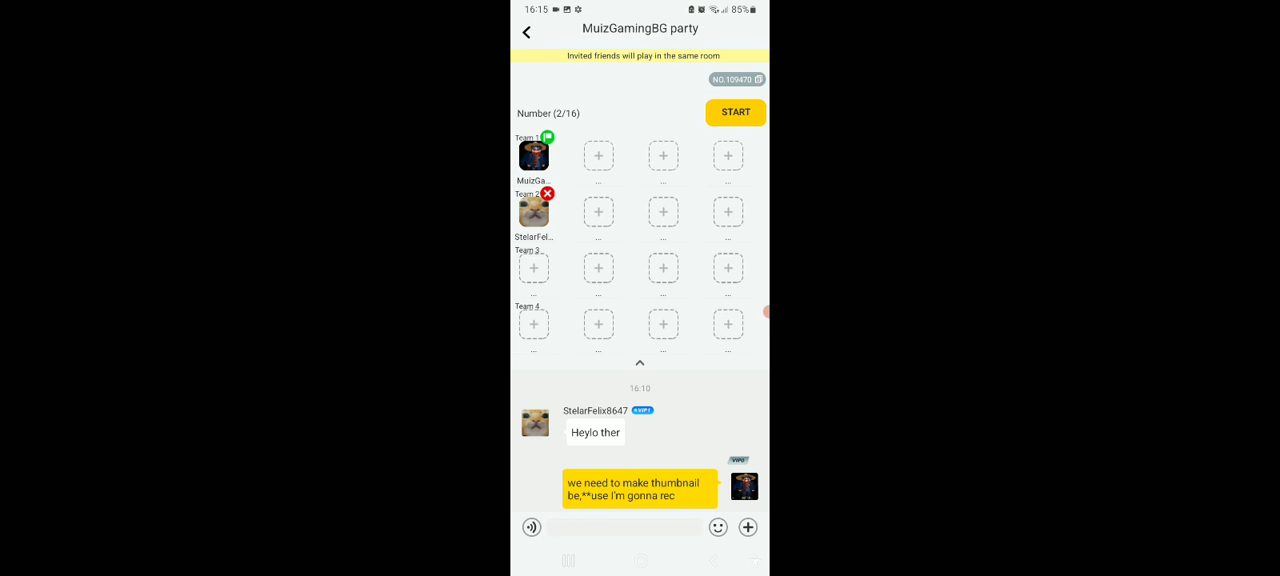 16:15 85%
MuizGamingBG party
Invited friends will play in the same room
NO.109470
Number (2/16)
START
Team 1
MuizGa...
... ... ...
Team 2
StelarFel...
... ... ...
Team 3
... ... ... ...
Team 4
... ... ... ...
16:10
StelarFelix8647 VIP1
Heylo ther
VIP0
we need to make thumbnail
be,**use I'm gonna rec